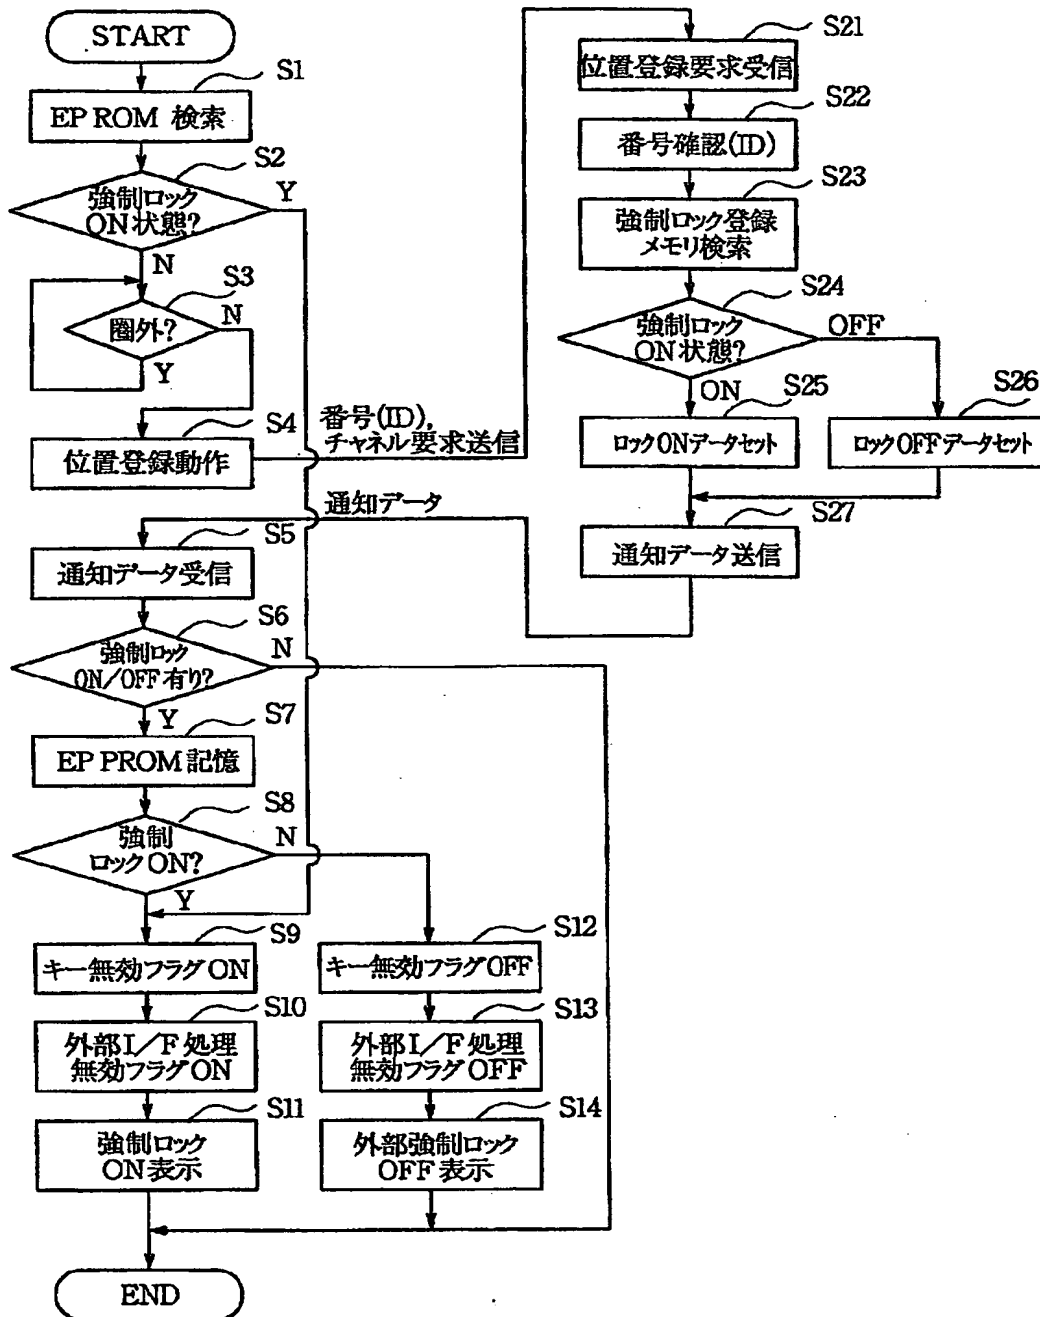 START
S1
EP ROM 検索
S2
強制ロック
ON状態?
Y
N
S3
圏外?
N
Y
S4
位置登録動作
番号(ID),
チャネル要求送信
通知データ
S5
通知データ受信
S6
強制ロック
ON/OFF有り?
N
Y
S7
EP PROM記憶
S8
強制
ロックON?
N
Y
S9
キー無効フラグON
S10
外部I/F処理
無効フラグON
S11
強制ロック
ON表示
S12
キー無効フラグOFF
S13
外部I/F処理
無効フラグOFF
S14
外部強制ロック
OFF表示
END
S21
位置登録要求受信
S22
番号確認(ID)
S23
強制ロック登録
メモリ検索
S24
強制ロック
ON状態?
OFF
ON
S25
ロックONデータセット
S26
ロックOFFデータセット
S27
通知データ送信